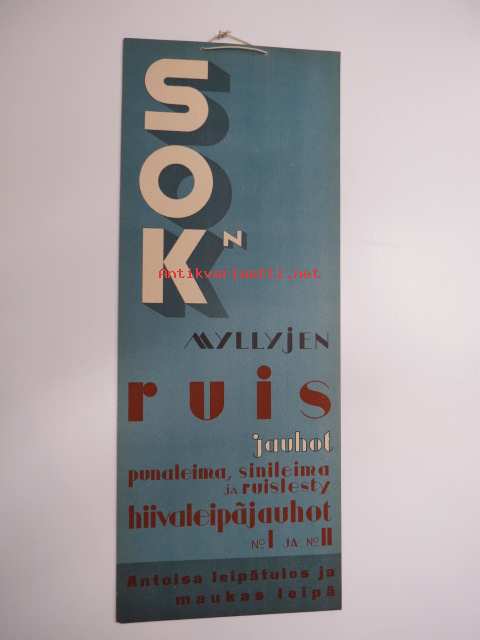 SOKN
Antikvariaatti.net
MYLLYjEN
ruis
jauhot
punaleima, sinileima
JA ruislesty
hiivaleipäjauhot
No I JA No II
Antoisa leipätulos ja
maukas leipä